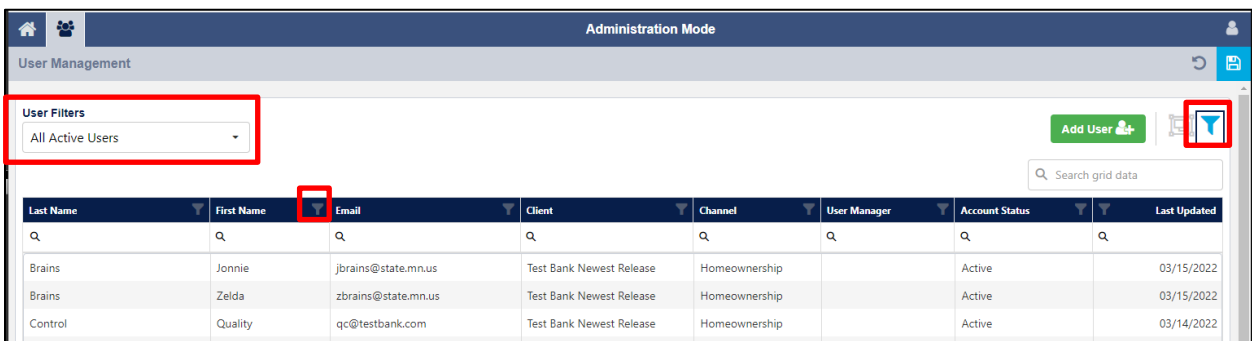 Administration Mode
User Management
User Filters
All Active Users
Add User
Search grid data
Last Name First Name Email Client Channel User Manager Account Status Last Updated
Brains Jonnie jbrains@state.mn.us Test Bank Newest Release Homeownership Active 03/15/2022
Brains Zelda zbrains@state.mn.us Test Bank Newest Release Homeownership Active 03/15/2022
Control Quality qc@testbank.com Test Bank Newest Release Homeownership Active 03/14/2022